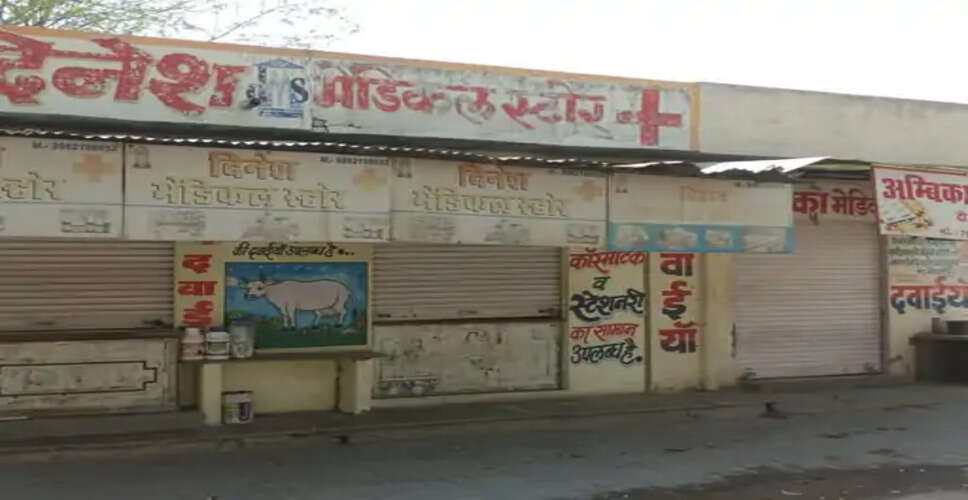 दिनेश S मेडिकल स्टोर
स्टोर
दिनेश
मेडिकल स्टोर
दिनेश
मेडिकल स्टोर
का मेडि
अम्बिका
की दवाईयाँ उपलब्ध है...
दवाई
कॉस्मेटिक
व
स्टेशनरी
का सामान
उपलब्ध है.
वा
ई
याँ
दवाईयाँ